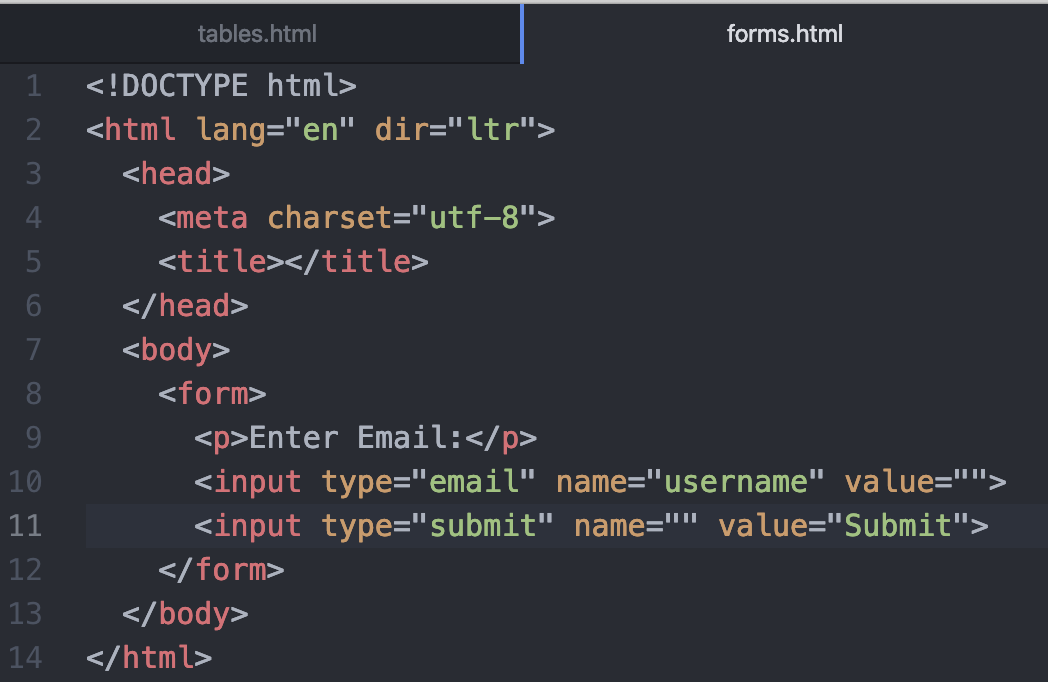 tables.html
forms.html
1 <!DOCTYPE html>
2 <html lang="en" dir="ltr">
3   <head>
4     <meta charset="utf-8">
5     <title></title>
6   </head>
7   <body>
8     <form>
9       <p>Enter Email:</p>
10       <input type="email" name="username" value="">
11       <input type="submit" name="" value="Submit">
12     </form>
13   </body>
14 </html>